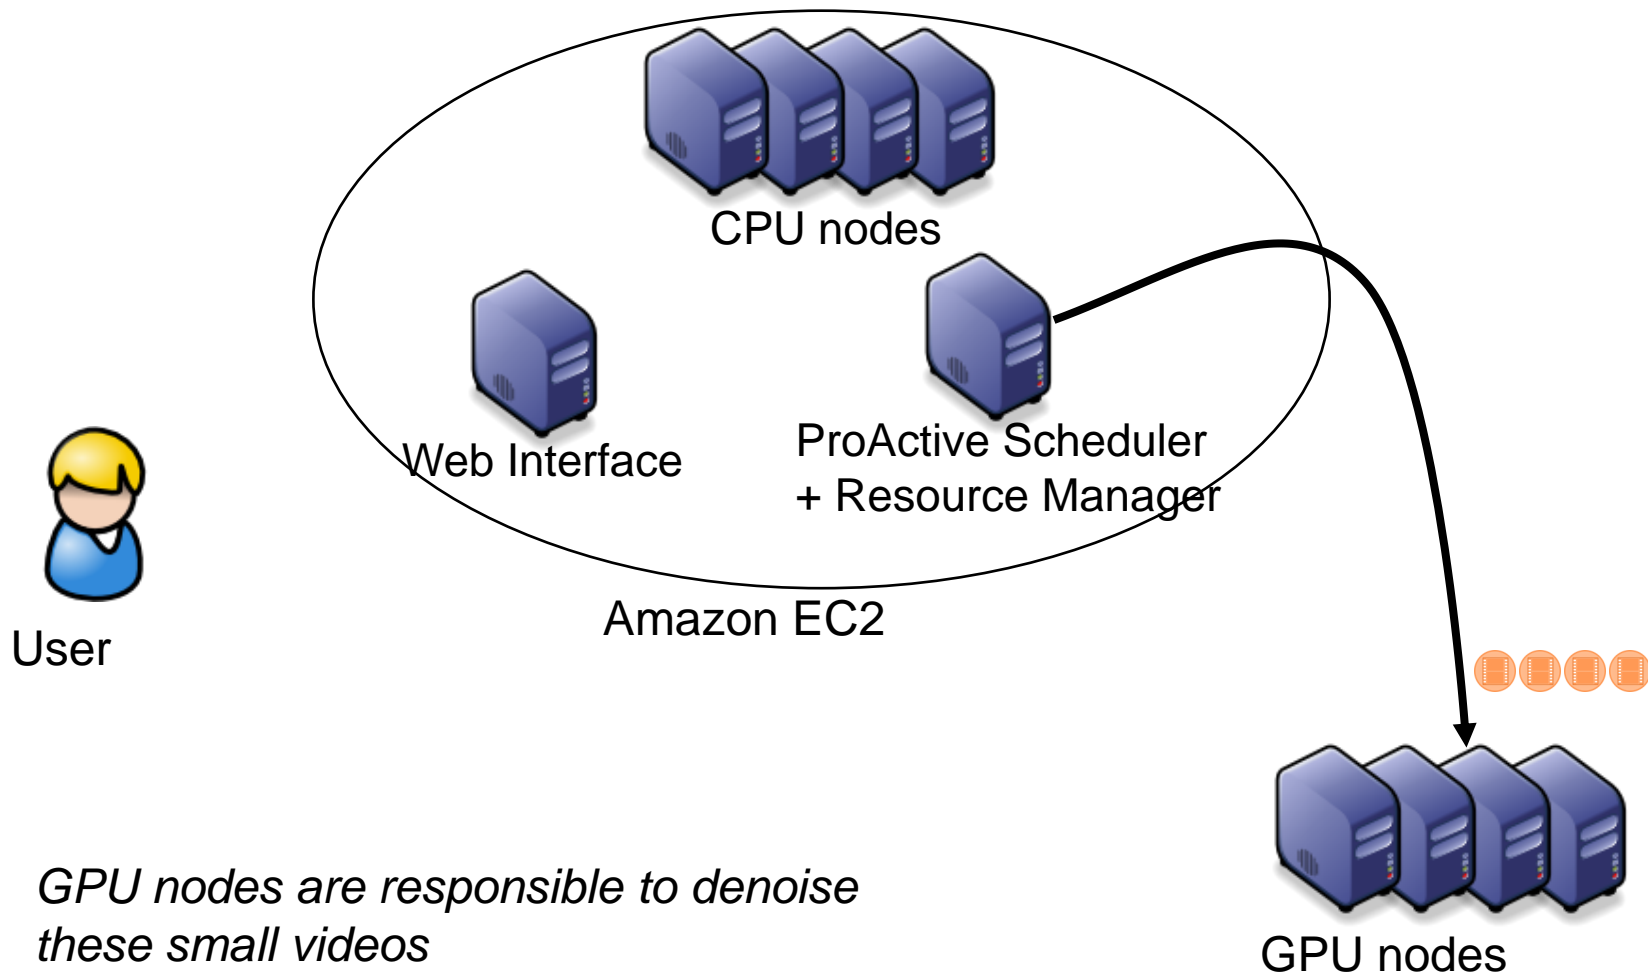 CPU nodes
Web Interface
ProActive Scheduler
+ Resource Manager
Amazon EC2
User
GPU nodes are responsible to denoise
these small videos
GPU nodes